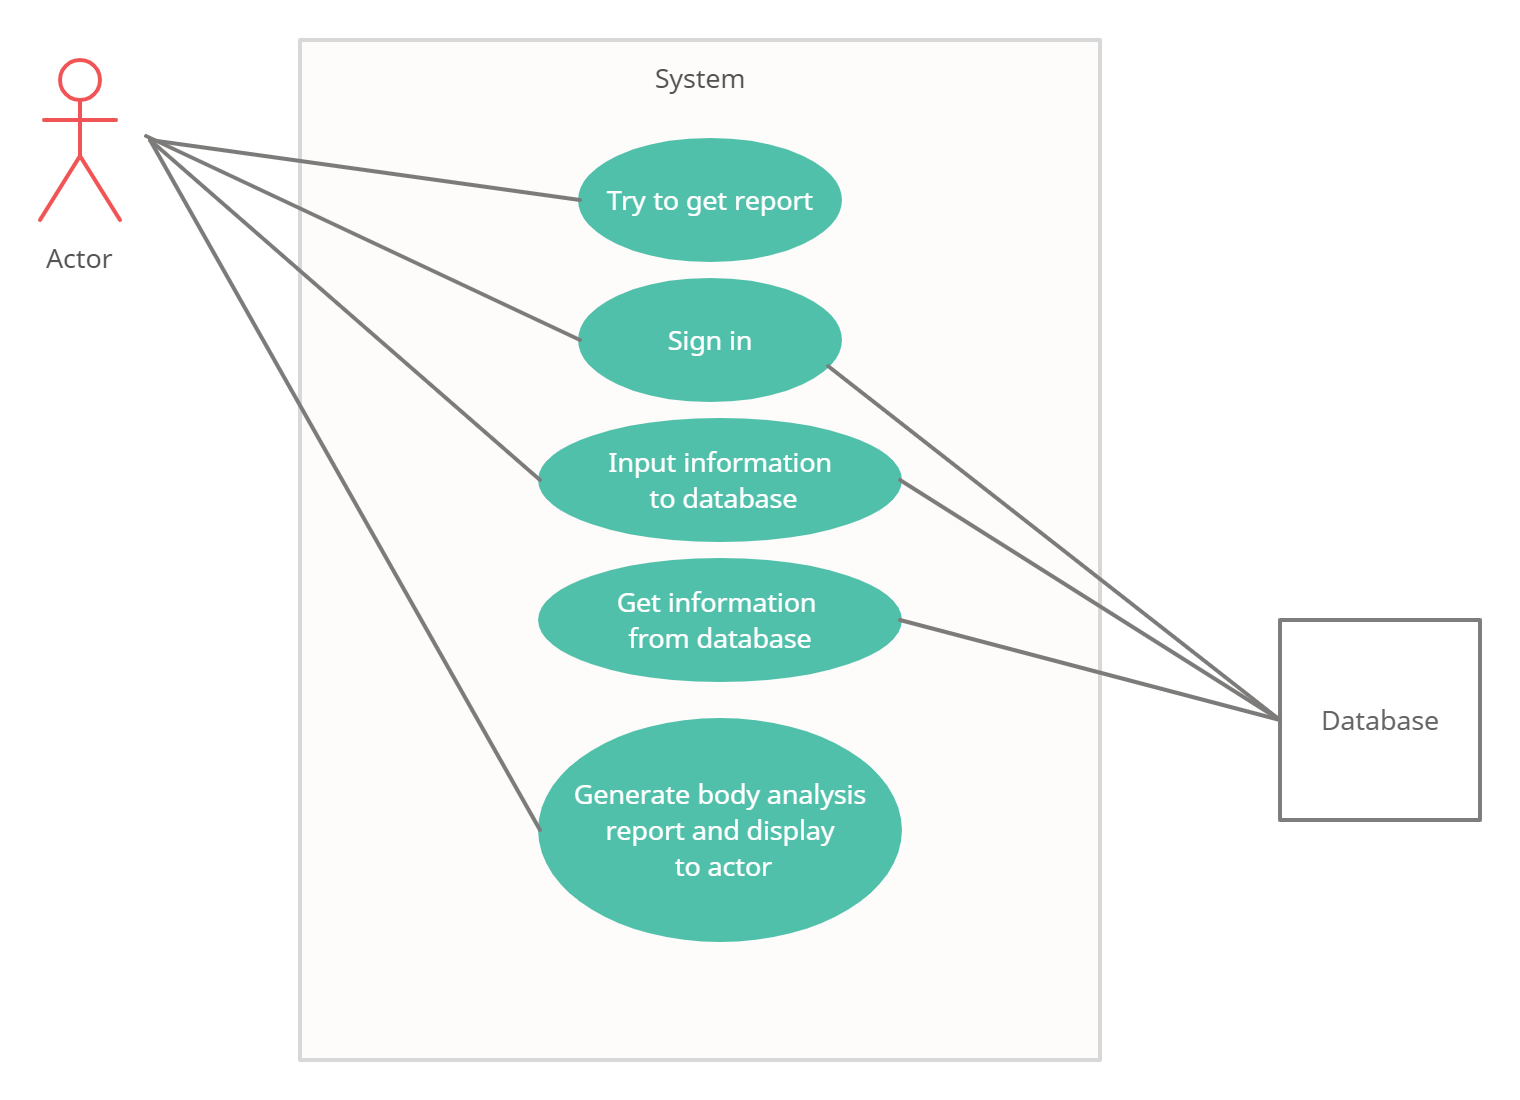 System
Actor
Try to get report
Sign in
Input information
to database
Get information
from database
Generate body analysis
report and display
to actor
Database